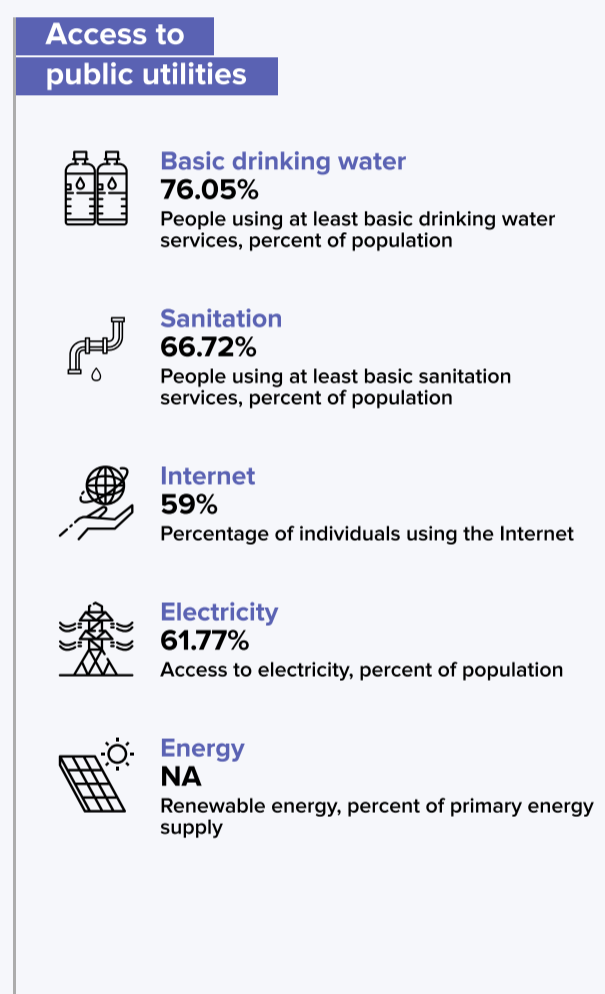 Access to
public utilities
Basic drinking water
76.05%
People using at least basic drinking water
services, percent of population
Sanitation
66.72%
People using at least basic sanitation
services, percent of population
Internet
59%
Percentage of individuals using the Internet
Electricity
61.77%
Access to electricity, percent of population
Energy
NA
Renewable energy, percent of primary energy
supply